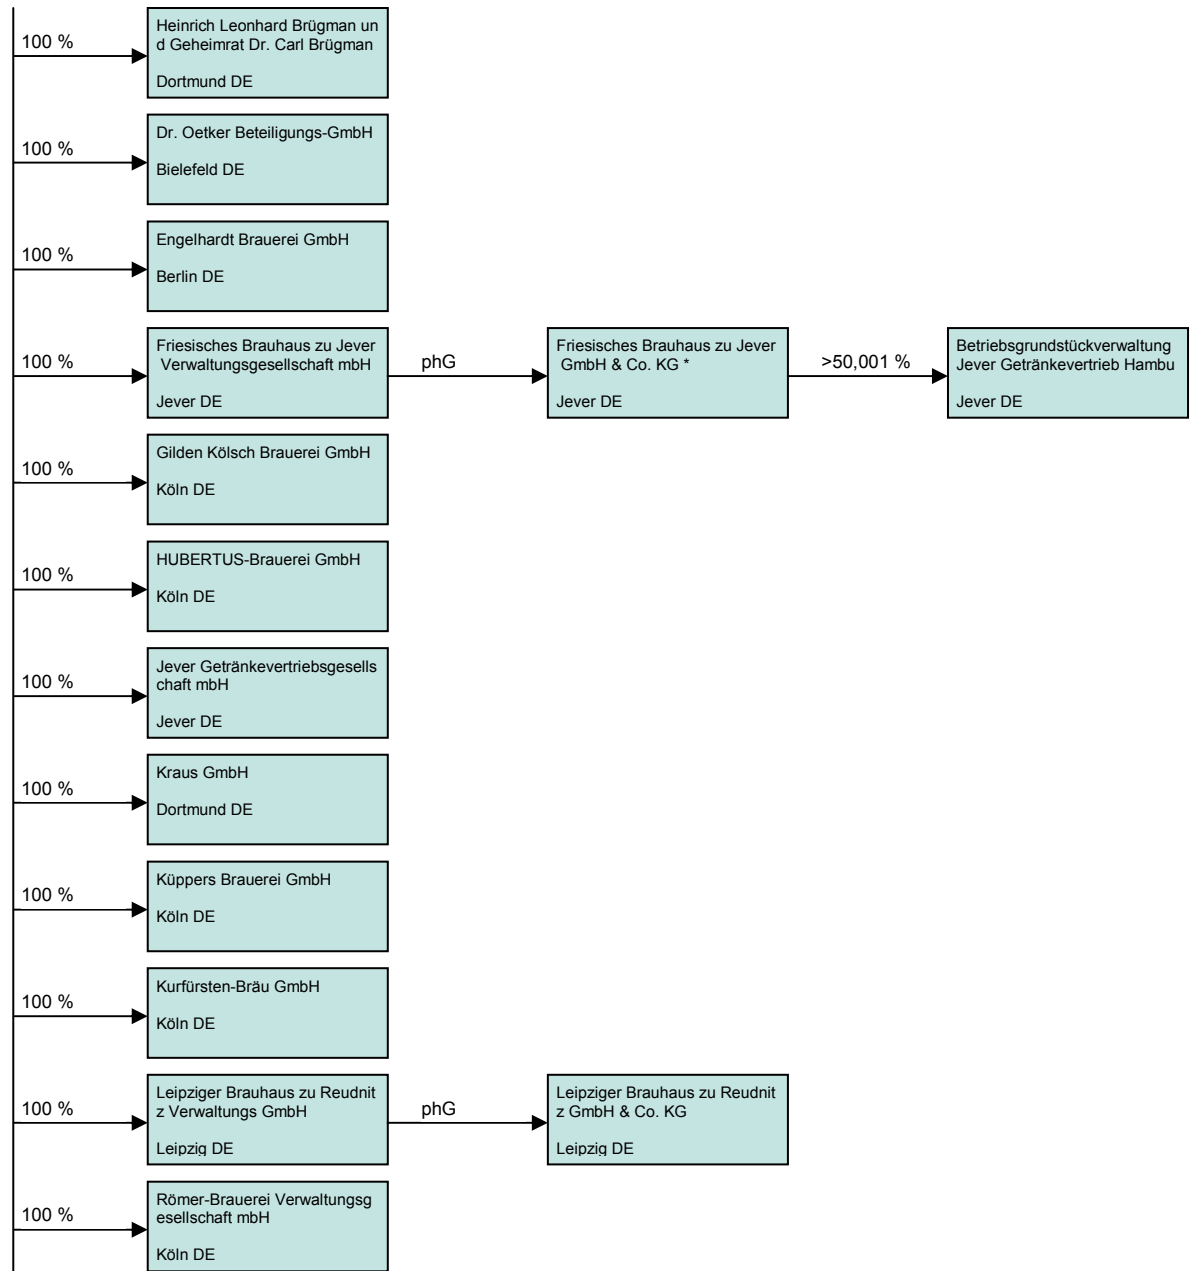 100 %
Heinrich Leonhard Brügman un
d Geheimrat Dr. Carl Brügman
Dortmund DE
100 %
Dr. Oetker Beteiligungs-GmbH
Bielefeld DE
100 %
Engelhardt Brauerei GmbH
Berlin DE
100 %
Friesisches Brauhaus zu Jever
Verwaltungsgesellschaft mbH
Jever DE
phG
Friesisches Brauhaus zu Jever
GmbH & Co. KG *
Jever DE
>50,001 %
Betriebsgrundstückverwaltung
Jever Getränkevertrieb Hambu
Jever DE
100 %
Gilden Kölsch Brauerei GmbH
Köln DE
100 %
HUBERTUS-Brauerei GmbH
Köln DE
100 %
Jever Getränkevertriebsgesells
chaft mbH
Jever DE
100 %
Kraus GmbH
Dortmund DE
100 %
Küppers Brauerei GmbH
Köln DE
100 %
Kurfürsten-Bräu GmbH
Köln DE
100 %
Leipziger Brauhaus zu Reudnit
z Verwaltungs GmbH
Leipzig DE
phG
Leipziger Brauhaus zu Reudnit
z GmbH & Co. KG
Leipzig DE
100 %
Römer-Brauerei Verwaltungsg
esellschaft mbH
Köln DE